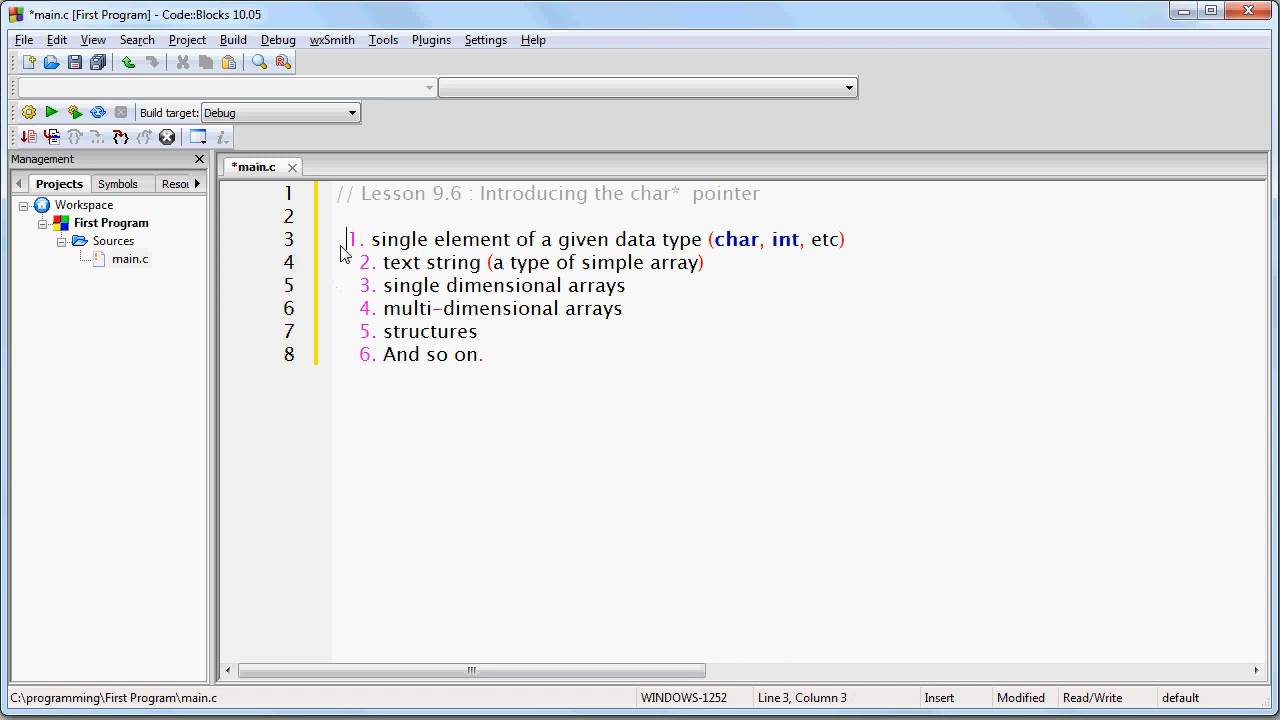 *main.c [First Program] - Code::Blocks 10.05
File Edit View Search Project Build Debug wxSmith Tools Plugins Settings Help
Build target: Debug
Management
*main.c
Projects Symbols Resou
Workspace
First Program
Sources
main.c
1 // Lesson 9.6 : Introducing the char*  pointer
2
3 1. single element of a given data type (char, int, etc)
4 2. text string (a type of simple array)
5 3. single dimensional arrays
6 4. multi-dimensional arrays
7 5. structures
8 6. And so on.
C:\programming\First Program\main.c WINDOWS-1252 Line 3, Column 3 Insert Modified Read/Write default